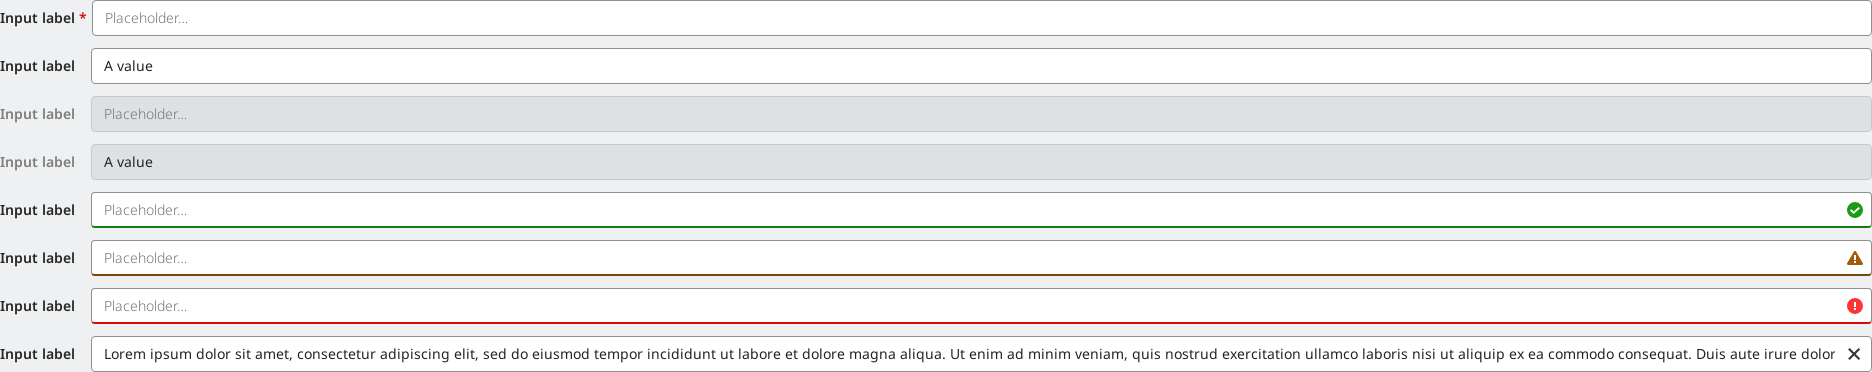 Input label * Placeholder...
Input label A value
Input label Placeholder...
Input label A value
Input label Placeholder...
Input label Placeholder...
Input label Placeholder...
Input label Lorem ipsum dolor sit amet, consectetur adipiscing elit, sed do eiusmod tempor incididunt ut labore et dolore magna aliqua. Ut enim ad minim veniam, quis nostrud exercitation ullamco laboris nisi ut aliquip ex ea commodo consequat. Duis aute irure dolor